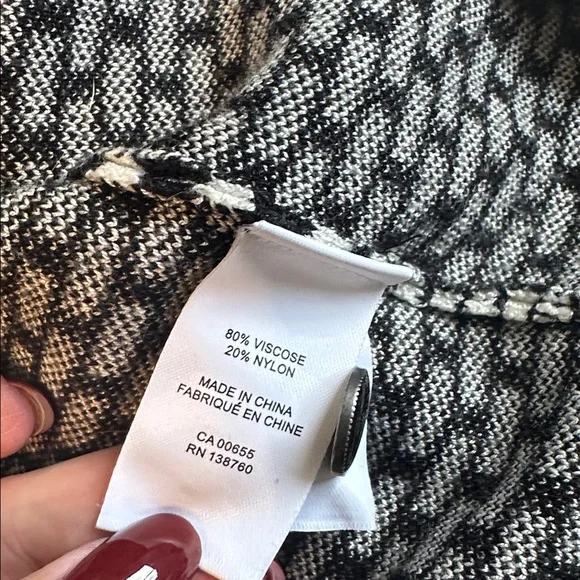 80% VISCOSE
20% NYLON
MADE IN CHINA
FABRIQUÉ EN CHINE
CA 00655
RN 138760